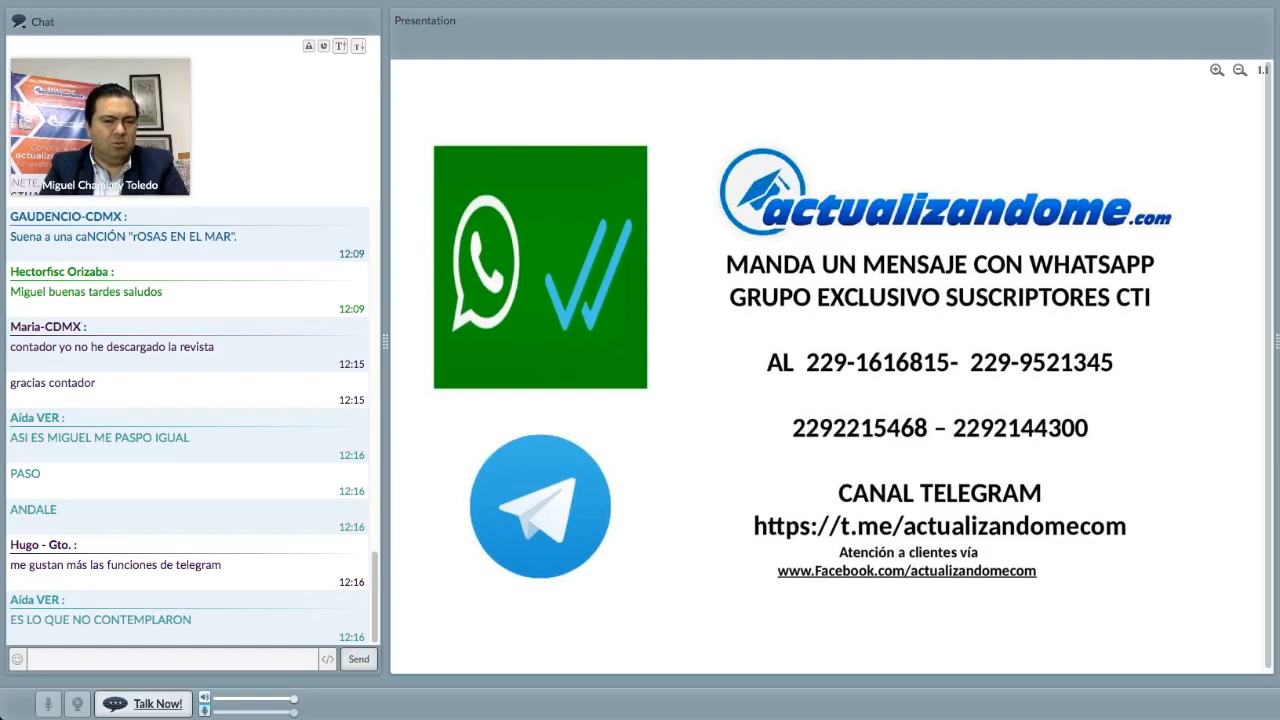 Chat
Miguel Chamlaty Toledo
GAUDENCIO-CDMX :
Suena a una caNCIÓN "rOSAS EN EL MAR".
12:09
Hectorfisc Orizaba :
Miguel buenas tardes saludos
12:09
Maria-CDMX :
contador yo no he descargado la revista
12:15
gracias contador
12:15
Aída VER :
ASI ES MIGUEL ME PASPO IGUAL
12:16
PASO
12:16
ANDALE
12:16
Hugo - Gto. :
me gustan más las funciones de telegram
12:16
Aída VER :
ES LO QUE NO CONTEMPLARON
12:16
Send
Talk Now!
Presentation
actualizandome.com
MANDA UN MENSAJE CON WHATSAPP
GRUPO EXCLUSIVO SUSCRIPTORES CTI
AL 229-1616815- 229-9521345
2292215468 – 2292144300
CANAL TELEGRAM
https://t.me/actualizandomecom
Atención a clientes vía
www.Facebook.com/actualizandomecom